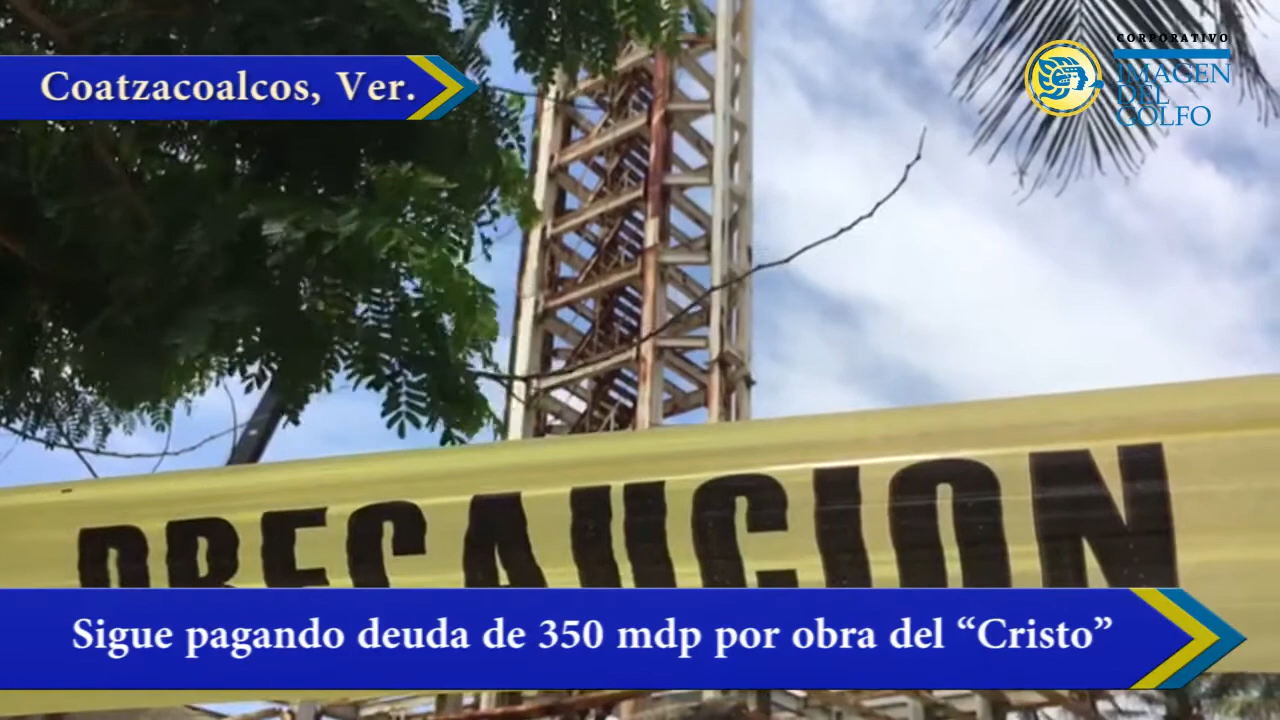 Coatzacoalcos, Ver.
CORPORATIVO
IMAGEN
DEL
GOLFO
PRECAUCION
Sigue pagando deuda de 350 mdp por obra del “Cristo”